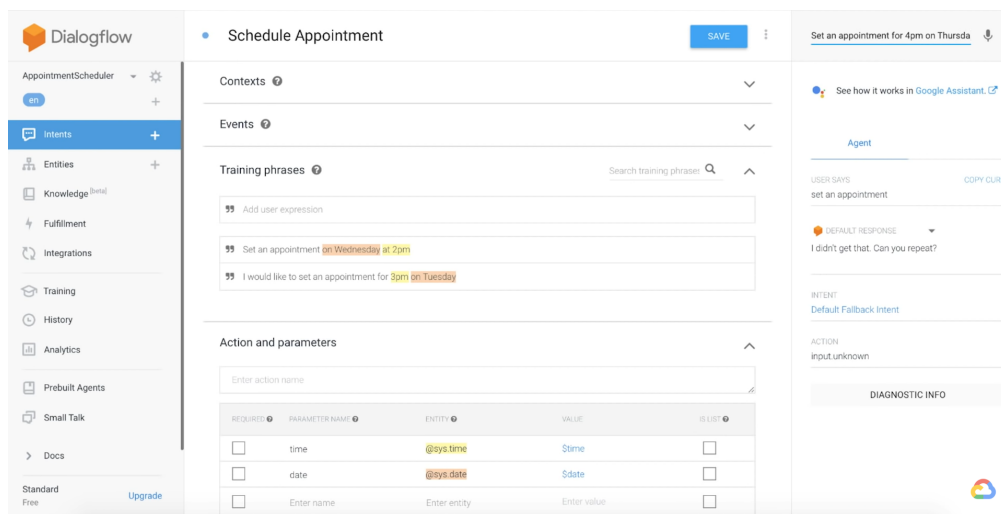 Dialogflow
AppointmentScheduler
en
Intents
Entities
Knowledge [beta]
Fulfillment
Integrations
Training
History
Analytics
Prebuilt Agents
Small Talk
Docs
Standard
Free
Upgrade
Schedule Appointment
SAVE
Contexts
Events
Training phrases
Search training phrases
Add user expression
Set an appointment on Wednesday at 2pm
I would like to set an appointment for 3pm on Tuesday
Action and parameters
Enter action name
REQUIRED PARAMETER NAME ENTITY VALUE IS LIST
time @sys.time $time
date @sys.date $date
Enter name Enter entity Enter value
Set an appointment for 4pm on Thursda
See how it works in Google Assistant.
Agent
USER SAYS COPY CUR
set an appointment
DEFAULT RESPONSE
I didn't get that. Can you repeat?
INTENT
Default Fallback Intent
ACTION
input.unknown
DIAGNOSTIC INFO